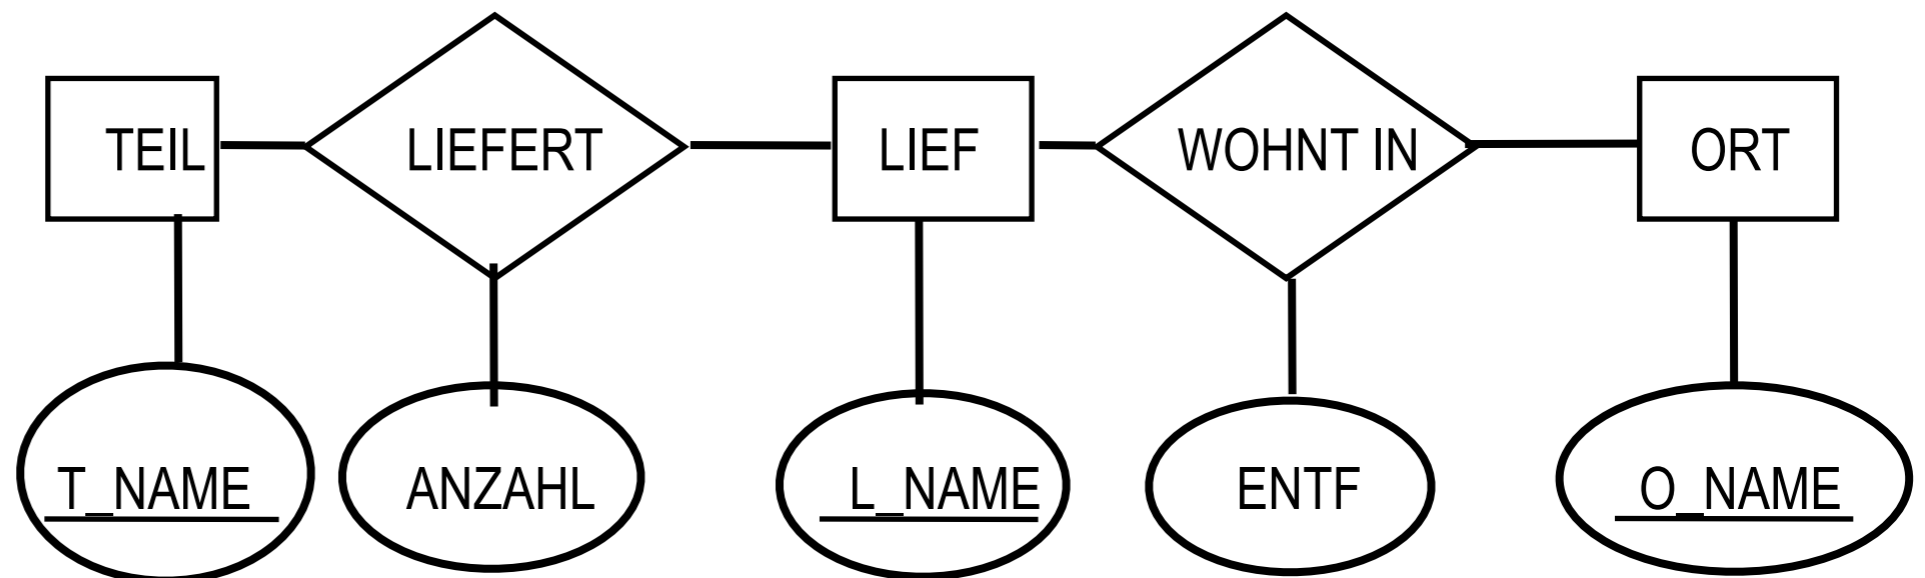 TEIL LIEFERT LIEF WOHNT IN ORT
T_NAME ANZAHL L_NAME ENTF O_NAME